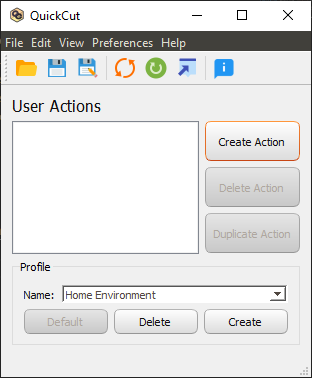 QuickCut
File Edit View Preferences Help
User Actions
Create Action
Delete Action
Duplicate Action
Profile
Name: Home Environment
Default Delete Create